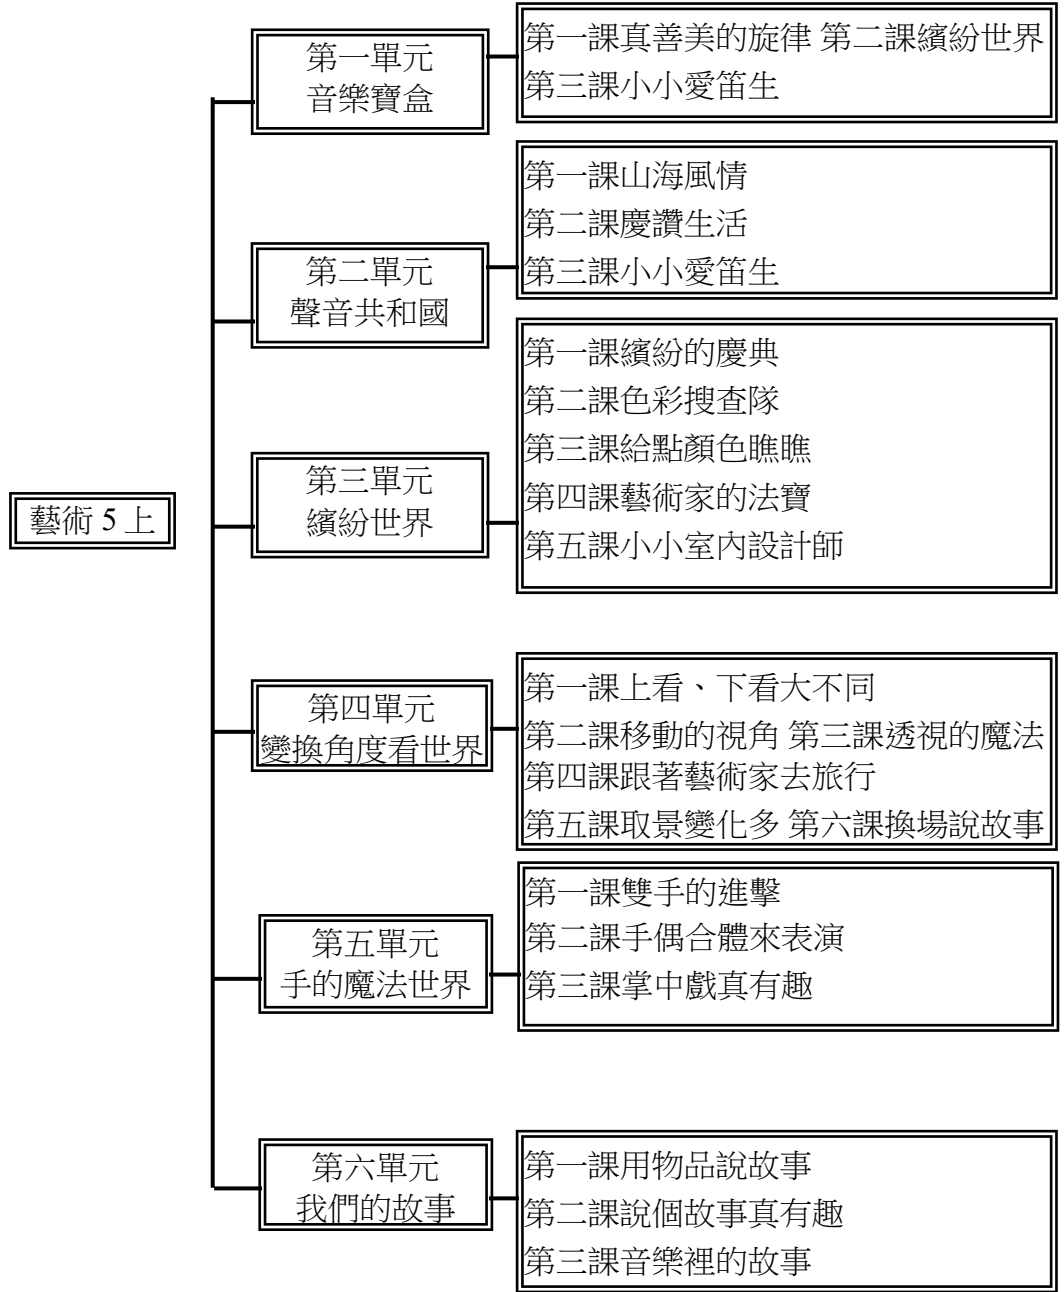 藝術 5 上
第一單元
音樂寶盒
第一課真善美的旋律 第二課繽紛世界
第三課小小愛笛生
第二單元
聲音共和國
第一課山海風情
第二課慶讚生活
第三課小小愛笛生
第三單元
繽紛世界
第一課繽紛的慶典
第二課色彩搜查隊
第三課給點顏色瞧瞧
第四課藝術家的法寶
第五課小小室內設計師
第四單元
變換角度看世界
第一課上看、下看大不同
第二課移動的視角 第三課透視的魔法
第四課跟著藝術家去旅行
第五課取景變化多 第六課換場說故事
第五單元
手的魔法世界
第一課雙手的進擊
第二課手偶合體來表演
第三課掌中戲真有趣
第六單元
我們的故事
第一課用物品說故事
第二課說個故事真有趣
第三課音樂裡的故事